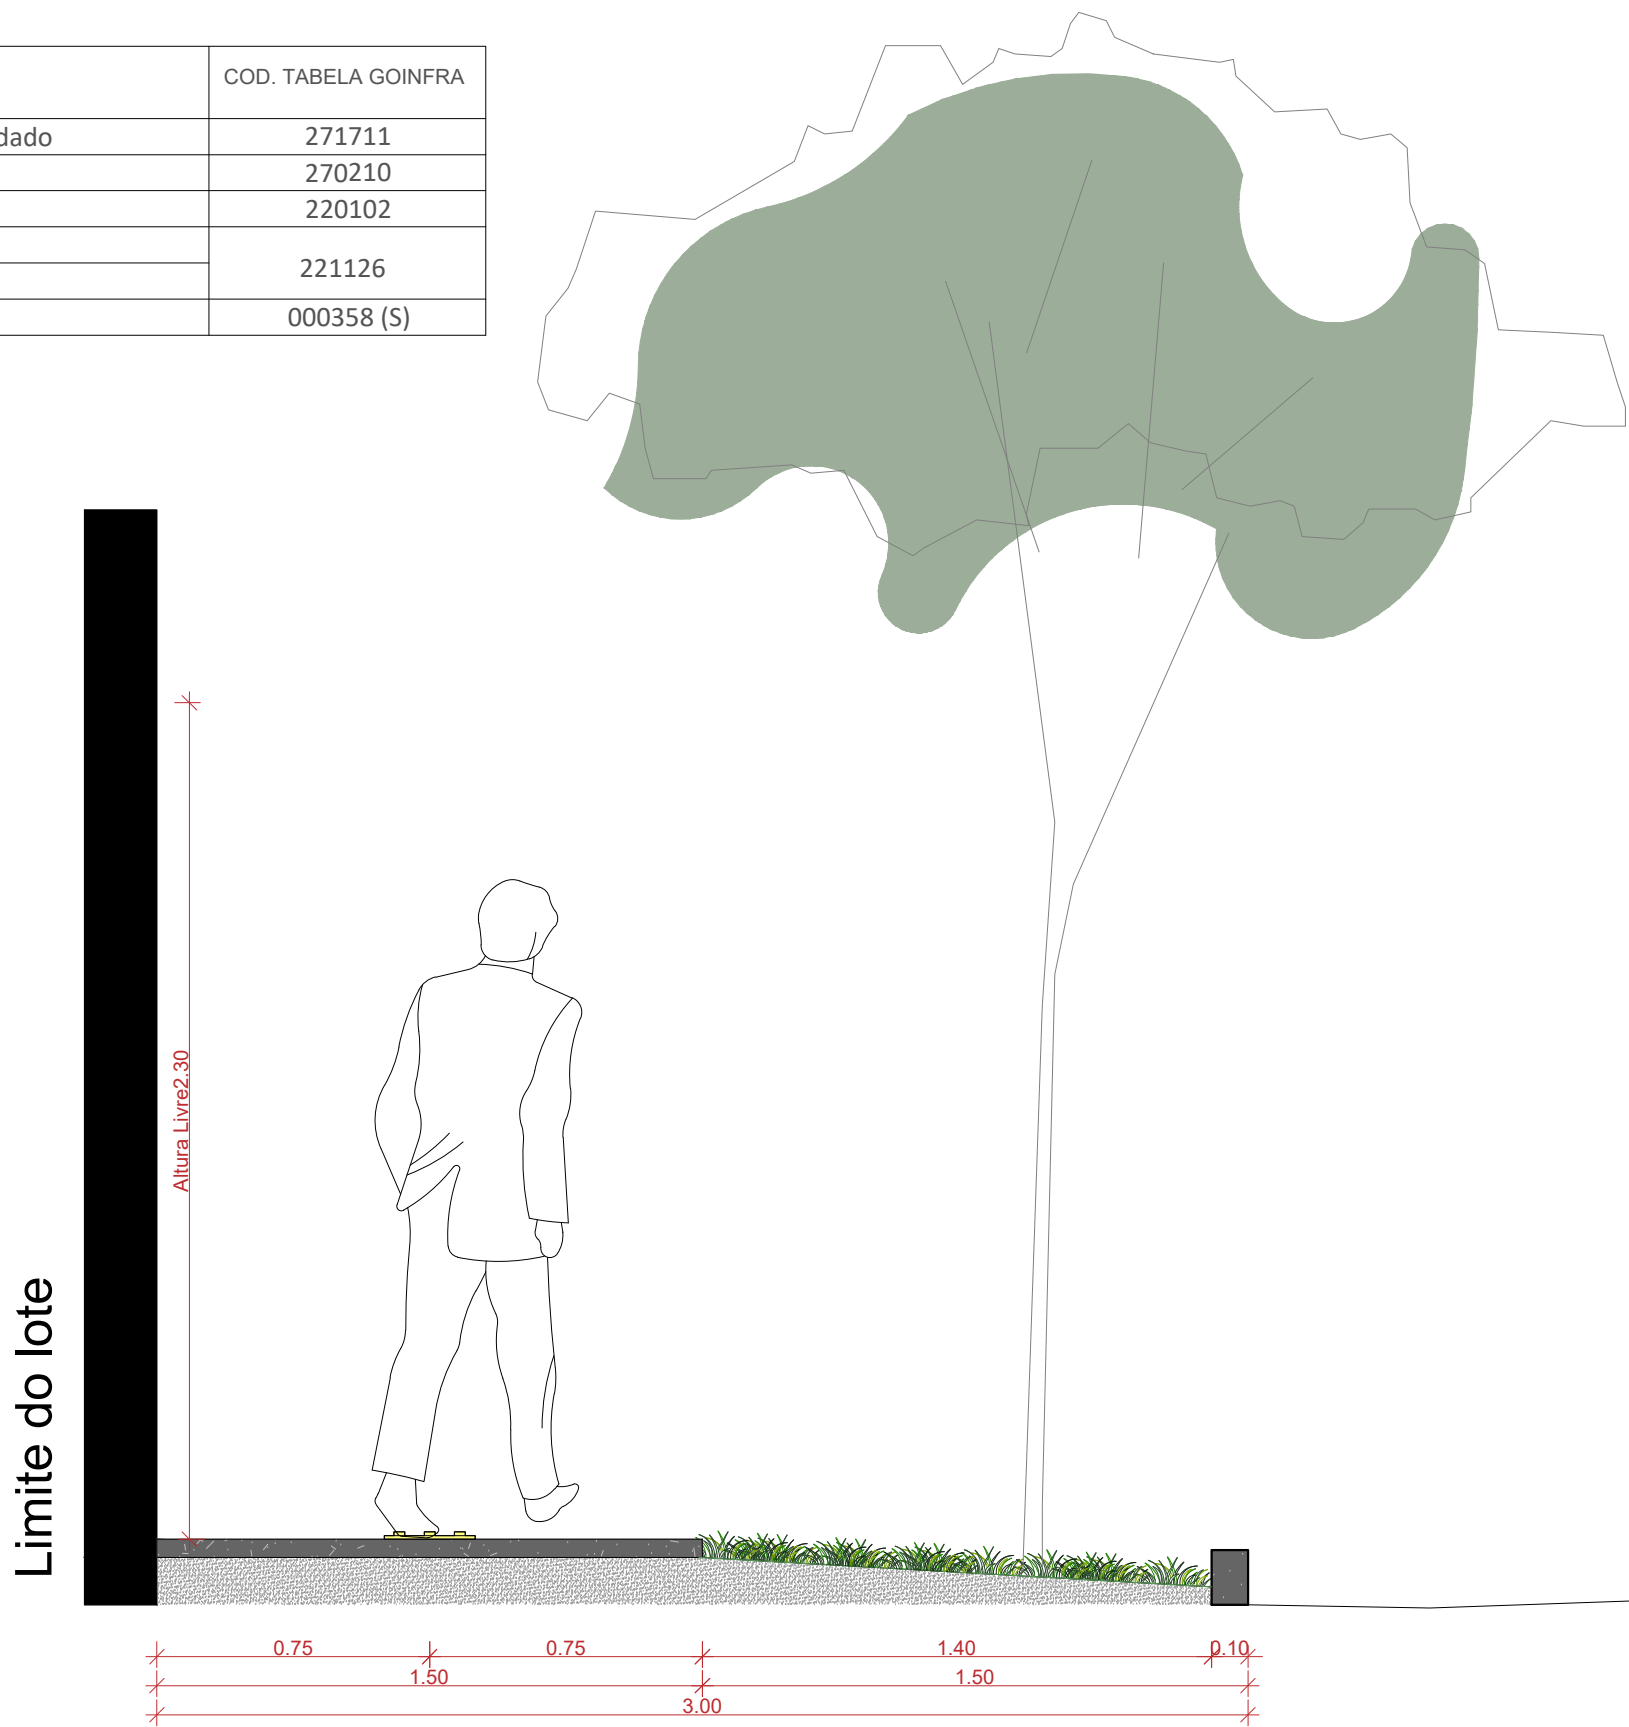 COD. TABELA GOINFRA
dado 271711
270210
220102
221126
000358 (S)
Limite do lote
Altura Livre2.30
0.75 0.75 1.40 0.10
1.50 1.50
3.00